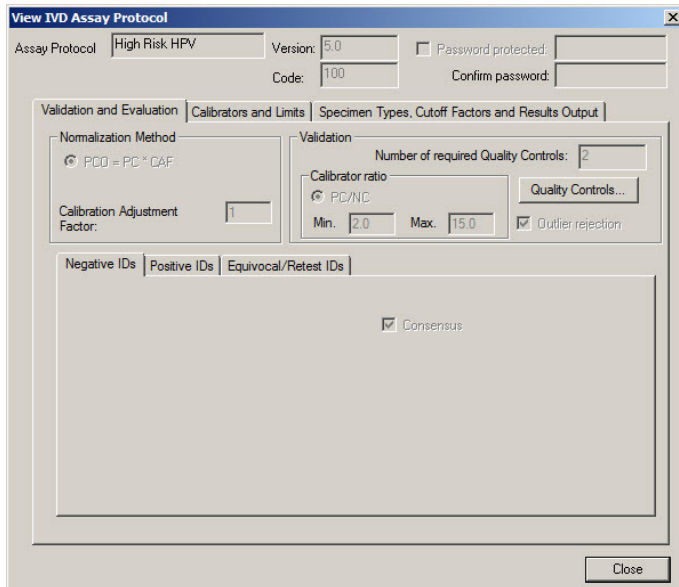 View IVD Assay Protocol
Assay Protocol High Risk HPV Version: 5.0 Password protected:
Code: 100 Confirm password:
Validation and Evaluation Calibrators and Limits Specimen Types, Cutoff Factors and Results Output
Normalization Method Validation
Number of required Quality Controls: 2
PCO = PC * CAF Calibrator ratio
PC/NC Quality Controls...
Calibration Adjustment Factor: 1 Min. 2.0 Max. 15.0 Outlier rejection
Negative IDs Positive IDs Equivocal/Retest IDs
Consensus
Close